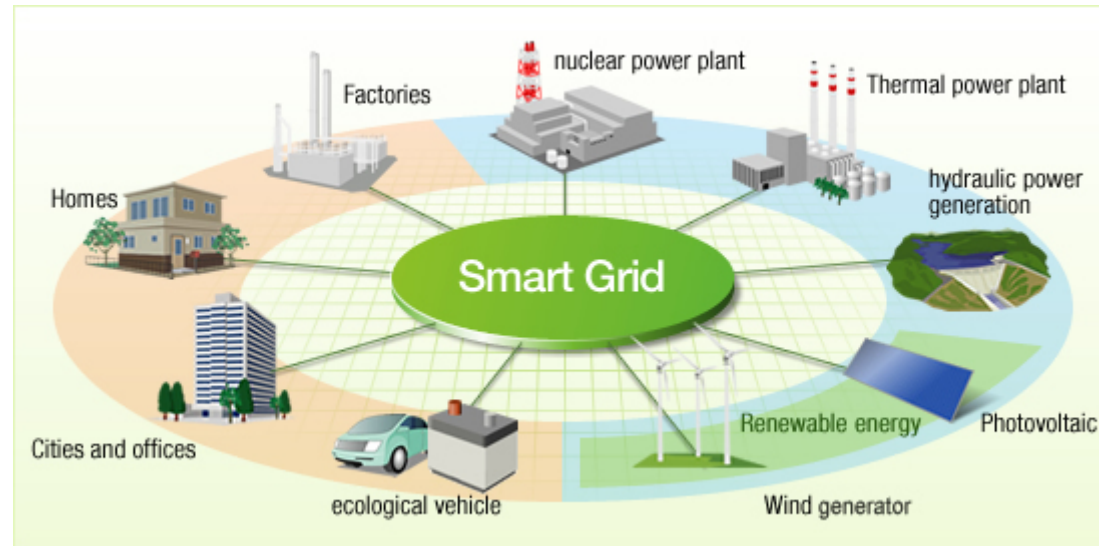 nuclear power plant
Factories
Thermal power plant
Homes
hydraulic power
generation
Smart Grid
Renewable energy
Photovoltaic
Cities and offices
ecological vehicle
Wind generator